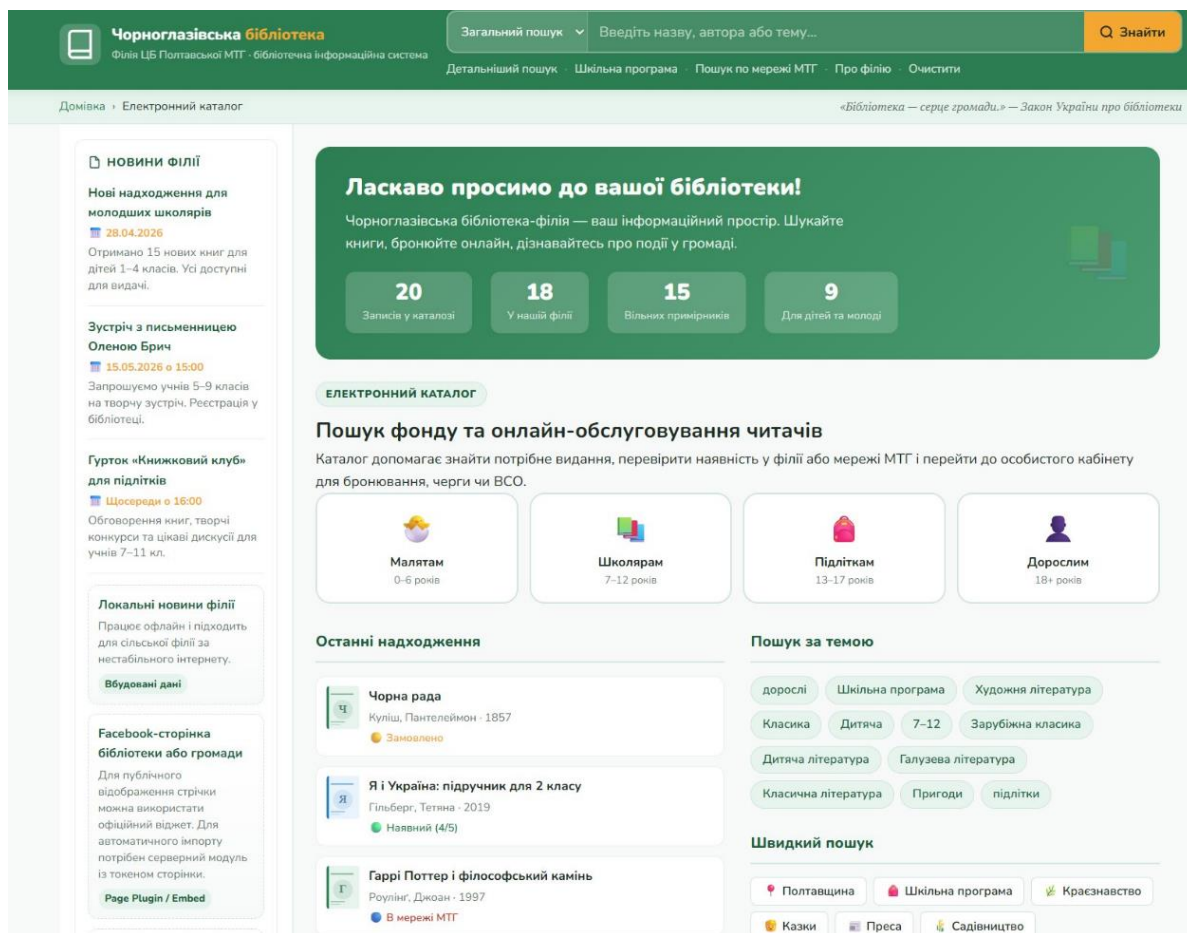 Чорноглазівська бібліотека
Філія ЦБ Полтавської МТГ · бібліотечна інформаційна система
Загальний пошук
Введіть назву, автора або тему...
Знайти
Детальніший пошук · Шкільна програма · Пошук по мережі МТГ · Про філію · Очистити
Домівка › Електронний каталог
«Бібліотека — серце громади.» — Закон України про бібліотеки
НОВИНИ ФІЛІЇ
Нові надходження для
молодших школярів
28.04.2026
Отримано 15 нових книг для
дітей 1–4 класів. Усі доступні
для видачі.
Зустріч з письменницею
Оленою Брич
15.05.2026 о 15:00
Запрошуємо учнів 5–9 класів
на творчу зустріч. Реєстрація у
бібліотеці.
Гурток «Книжковий клуб»
для підлітків
Щосереди о 16:00
Обговорення книг, творчі
конкурси та цікаві дискусії для
учнів 7–11 кл.
Локальні новини філії
Працює офлайн і підходить
для сільської філії за
нестабільного інтернету.
Вбудовані дані
Facebook-сторінка
бібліотеки або громади
Для публічного
відображення стрічки
можна використати
офіційний віджет. Для
автоматичного імпорту
потрібен серверний модуль
із токеном сторінки.
Page Plugin / Embed
Ласкаво просимо до вашої бібліотеки!
Чорноглазівська бібліотека-філія — ваш інформаційний простір. Шукайте
книги, бронюйте онлайн, дізнавайтесь про події у громаді.
20
Записів у каталозі
18
У нашій філії
15
Вільних примірників
9
Для дітей та молоді
ЕЛЕКТРОННИЙ КАТАЛОГ
Пошук фонду та онлайн-обслуговування читачів
Каталог допомагає знайти потрібне видання, перевірити наявність у філії або мережі МТГ і перейти до особистого кабінету
для бронювання, черги чи ВСО.
Малятам
0–6 років
Школярам
7–12 років
Підліткам
13–17 років
Дорослим
18+ років
Останні надходження
Ч
Чорна рада
Куліш, Пантелеймон · 1857
Замовлено
Я
Я і Україна: підручник для 2 класу
Гільберг, Тетяна · 2019
Наявний (4/5)
Г
Гаррі Поттер і філософський камінь
Роулінґ, Джоан · 1997
В мережі МТГ
Пошук за темою
дорослі Шкільна програма Художня література
Класика Дитяча 7–12 Зарубіжна класика
Дитяча література Галузева література
Класична література Пригоди підлітки
Швидкий пошук
Полтавщина Шкільна програма Краєзнавство
Казки Преса Садівництво